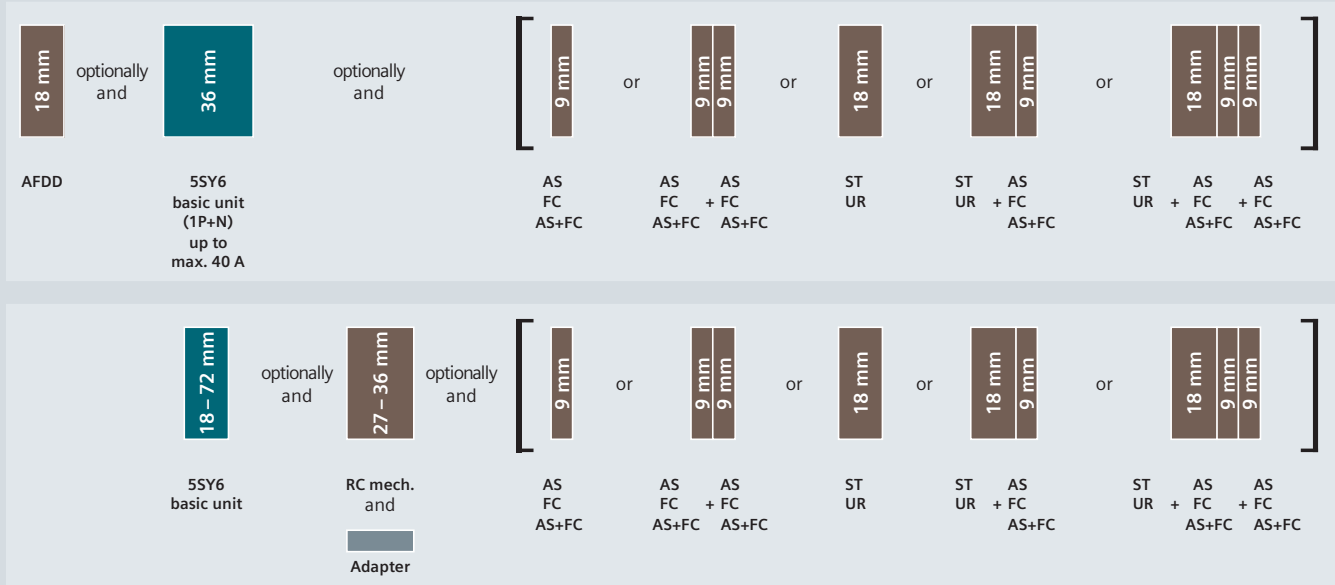 18 mm
optionally
and
36 mm
optionally
and
9 mm
or
9 mm
9 mm
or
18 mm
or
18 mm
9 mm
or
18 mm
9 mm
9 mm
AFDD
5SY6
basic unit
(1P+N)
up to
max. 40 A
AS
FC
AS+FC
AS AS
FC + FC
AS+FC AS+FC
ST
UR
ST AS
UR + FC
AS+FC
ST AS AS
UR + FC + FC
AS+FC AS+FC
18 – 72 mm
optionally
and
27 – 36 mm
optionally
and
9 mm
or
9 mm
9 mm
or
18 mm
or
18 mm
9 mm
or
18 mm
9 mm
9 mm
5SY6
basic unit
RC mech.
and
Adapter
AS
FC
AS+FC
AS AS
FC + FC
AS+FC AS+FC
ST
UR
ST AS
UR + FC
AS+FC
ST AS AS
UR + FC + FC
AS+FC AS+FC